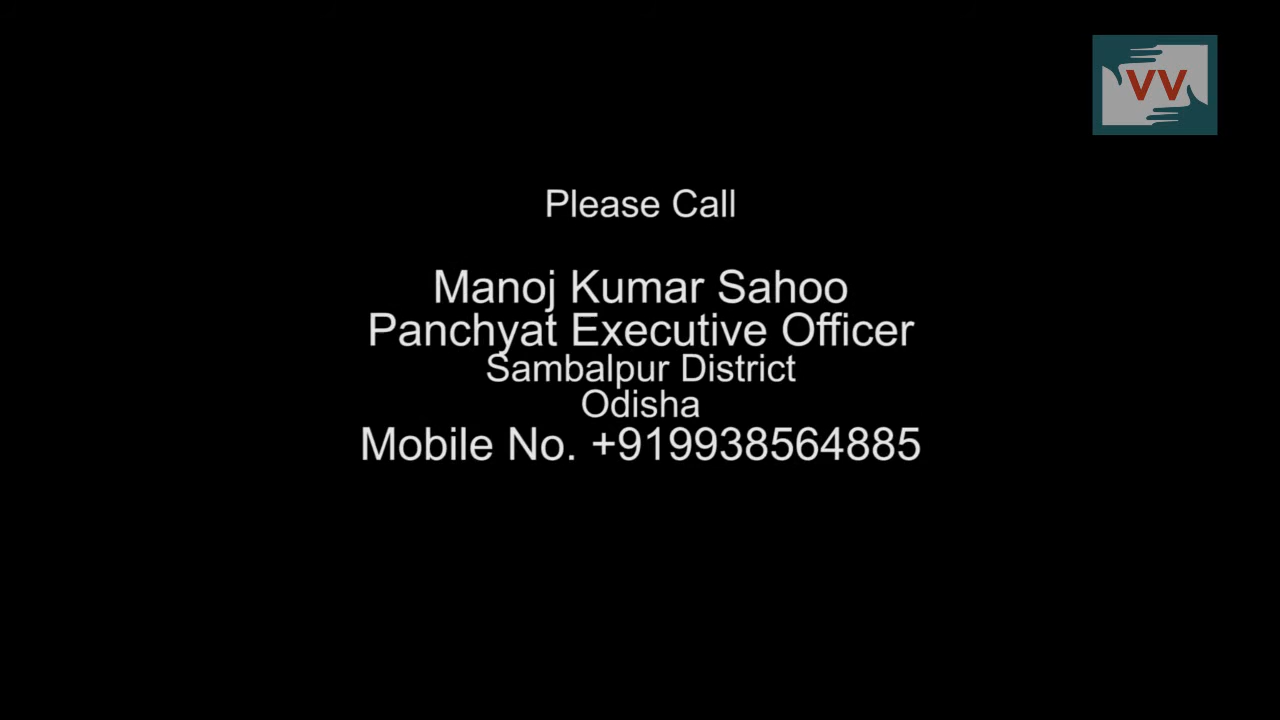 VV
Please Call
Manoj Kumar Sahoo
Panchyat Executive Officer
Sambalpur District
Odisha
Mobile No. +919938564885